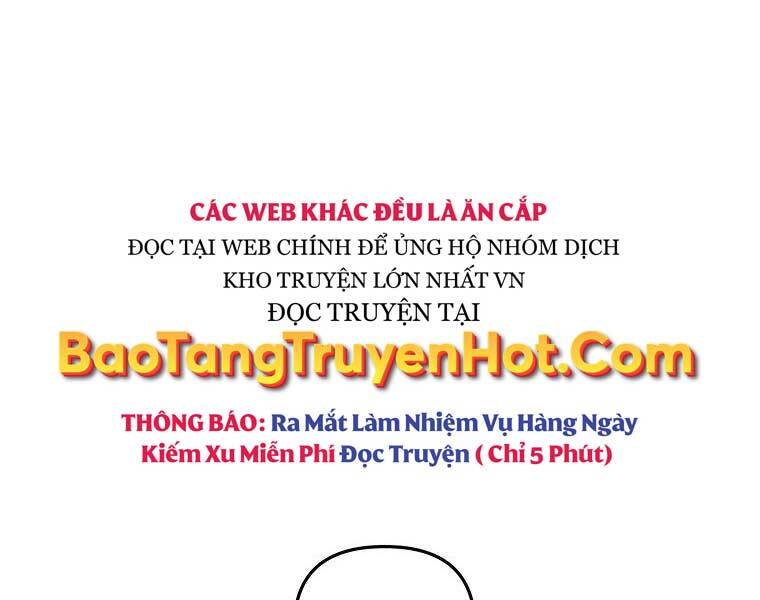 CÁC WEB KHÁC ĐỀU LÀ ĂN CẮP
ĐỌC TẠI WEB CHÍNH ĐỂ ỦNG HỘ NHÓM DỊCH
KHO TRUYỆN LỚN NHẤT VN
ĐỌC TRUYỆN TẠI
BaoTangTruyenHot.Com
THÔNG BÁO: Ra Mắt Làm Nhiệm Vụ Hàng Ngày
Kiếm Xu Miễn Phí Đọc Truyện ( Chỉ 5 Phút)